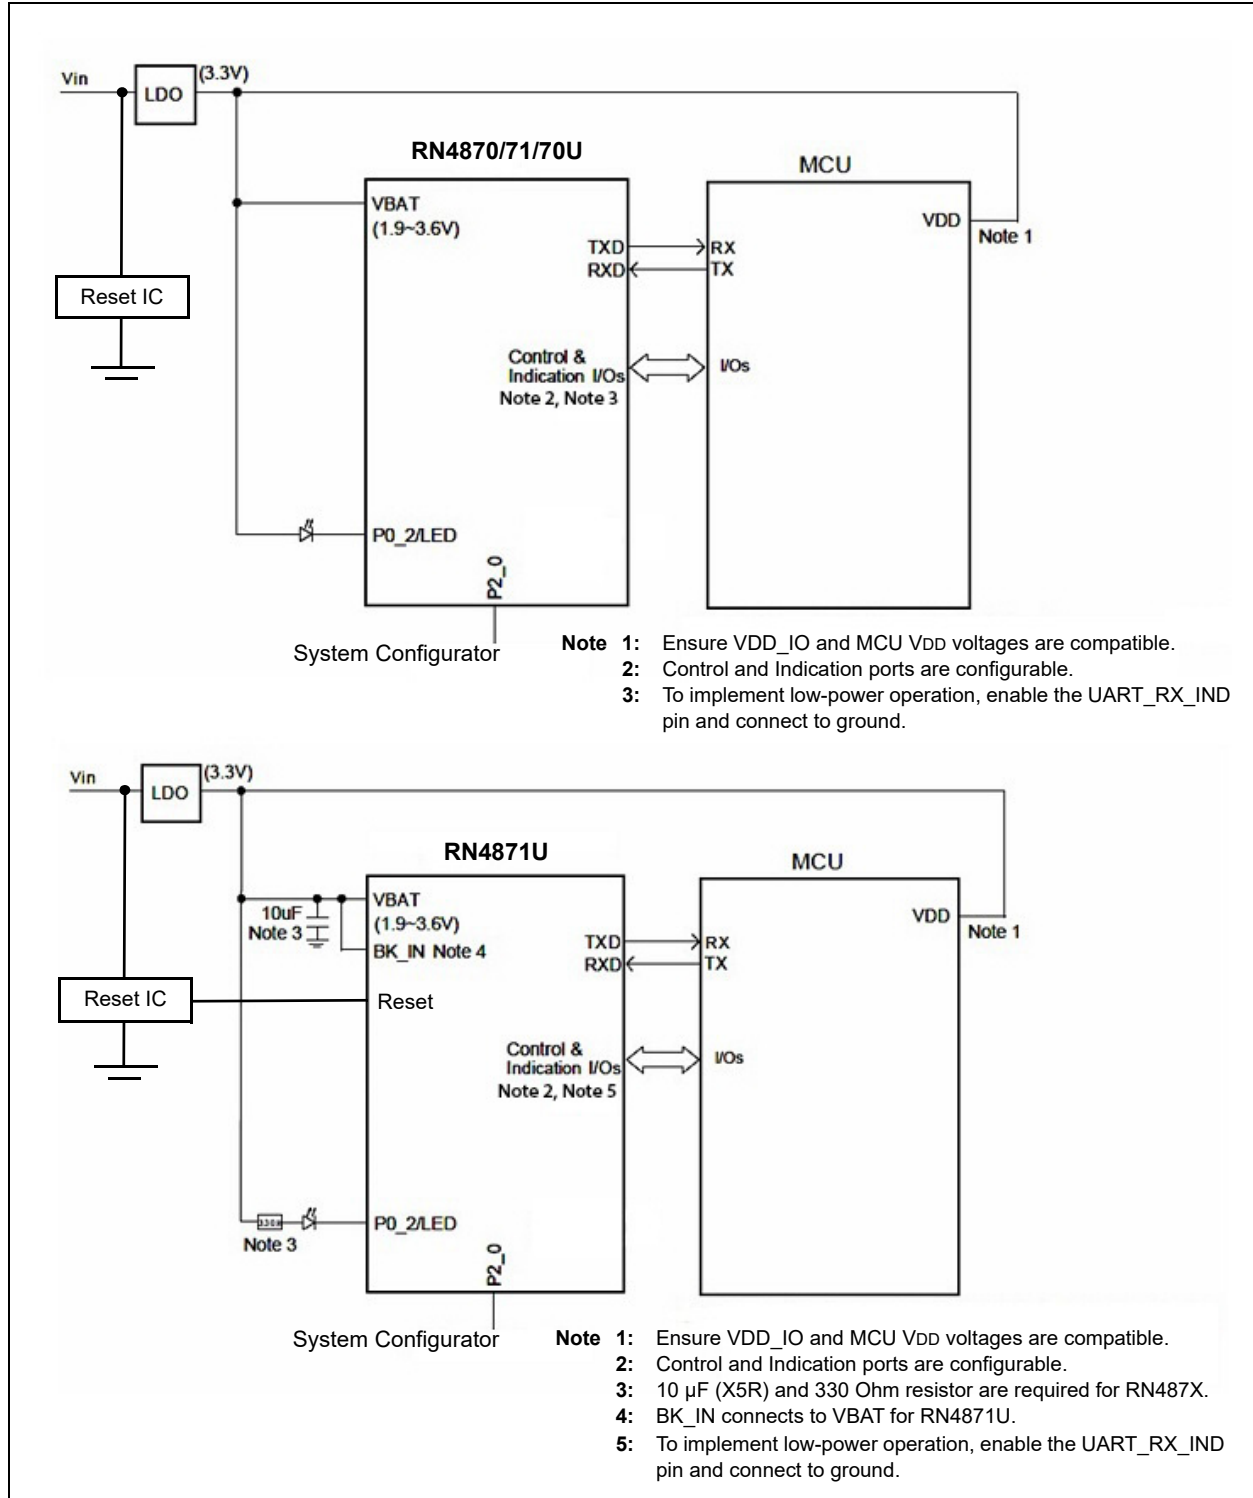 Vin
LDO
(3.3V)
RN4870/71/70U
MCU
VBAT
(1.9~3.6V)
VDD
Note 1
TXD
RX
RXD
TX
Reset IC
Control &
Indication I/Os
Note 2, Note 3
I/Os
P0_2/LED
P2_0
System Configurator
Note 1: Ensure VDD_IO and MCU VDD voltages are compatible.
2: Control and Indication ports are configurable.
3: To implement low-power operation, enable the UART_RX_IND
pin and connect to ground.
Vin
LDO
(3.3V)
RN4871U
MCU
VBAT
10uF
Note 3
(1.9~3.6V)
BK_IN Note 4
VDD
Note 1
TXD
RX
RXD
TX
Reset IC
Reset
Control &
Indication I/Os
Note 2, Note 5
I/Os
P0_2/LED
Note 3
P2_0
System Configurator
Note 1: Ensure VDD_IO and MCU VDD voltages are compatible.
2: Control and Indication ports are configurable.
3: 10 µF (X5R) and 330 Ohm resistor are required for RN487X.
4: BK_IN connects to VBAT for RN4871U.
5: To implement low-power operation, enable the UART_RX_IND
pin and connect to ground.